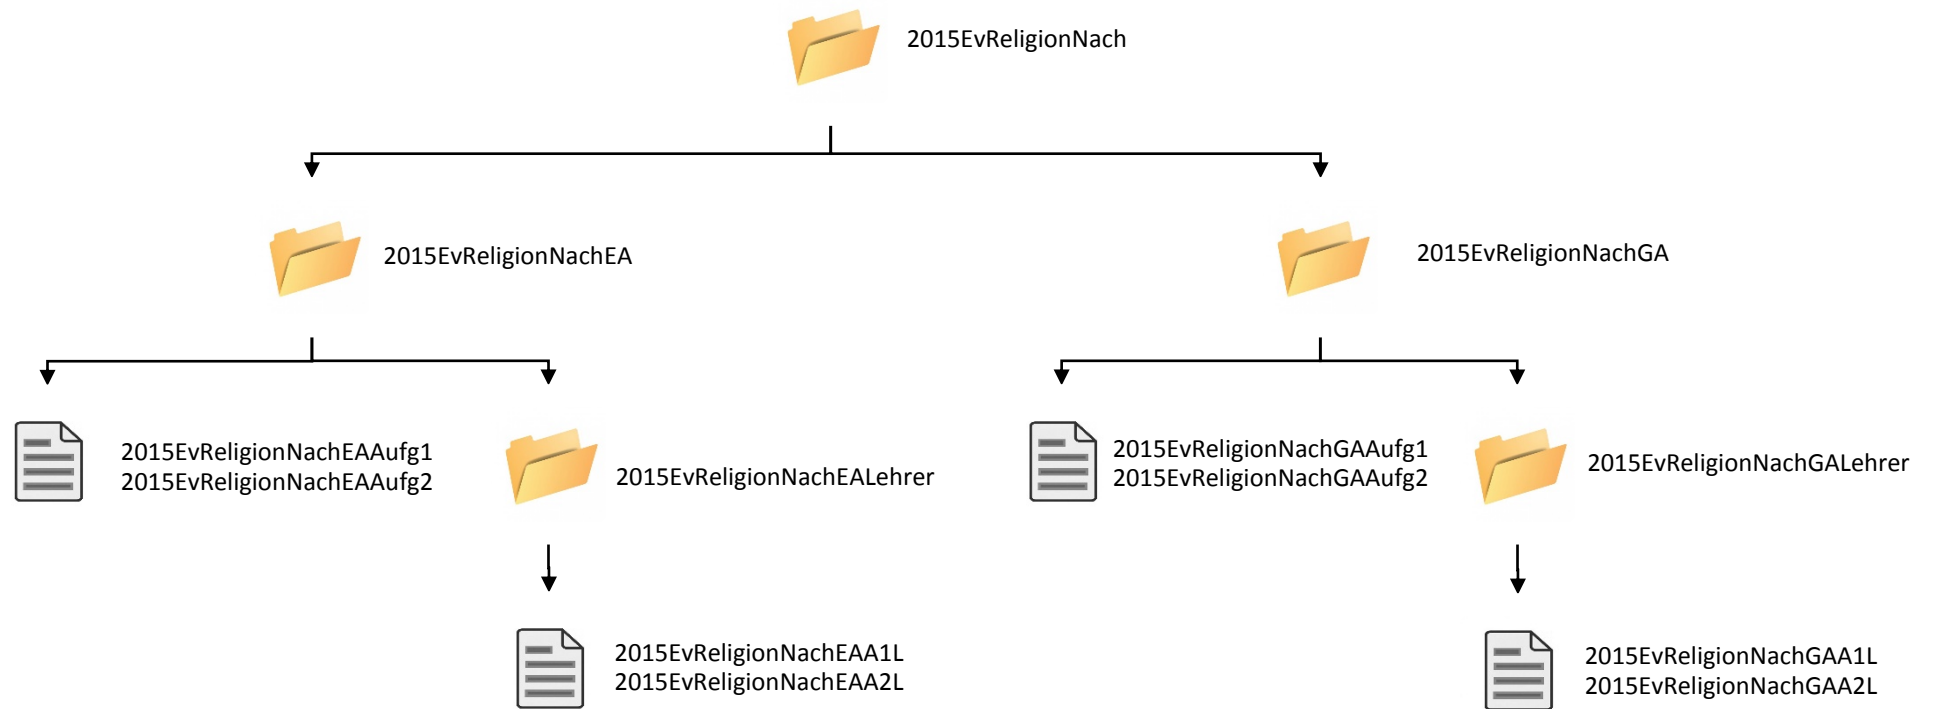 2015EvReligionNach
2015EvReligionNachEA
2015EvReligionNachGA
2015EvReligionNachEAAufg1
2015EvReligionNachEAAufg2
2015EvReligionNachEALehrer
2015EvReligionNachGAAufg1
2015EvReligionNachGAAufg2
2015EvReligionNachGALehrer
2015EvReligionNachEAA1L
2015EvReligionNachEAA2L
2015EvReligionNachGAA1L
2015EvReligionNachGAA2L